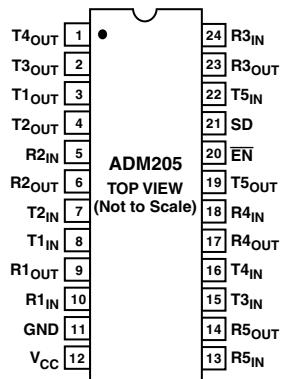 T4OUT 1
T3OUT 2
T1OUT 3
T2OUT 4
R2IN 5
R2OUT 6
T2IN 7
T1IN 8
R1OUT 9
R1IN 10
GND 11
VCC 12
ADM205
TOP VIEW
(Not to Scale)
24 R3IN
23 R3OUT
22 T5IN
21 SD
20 E̅N̅
19 T5OUT
18 R4IN
17 R4OUT
16 T4IN
15 T3IN
14 R5OUT
13 R5IN